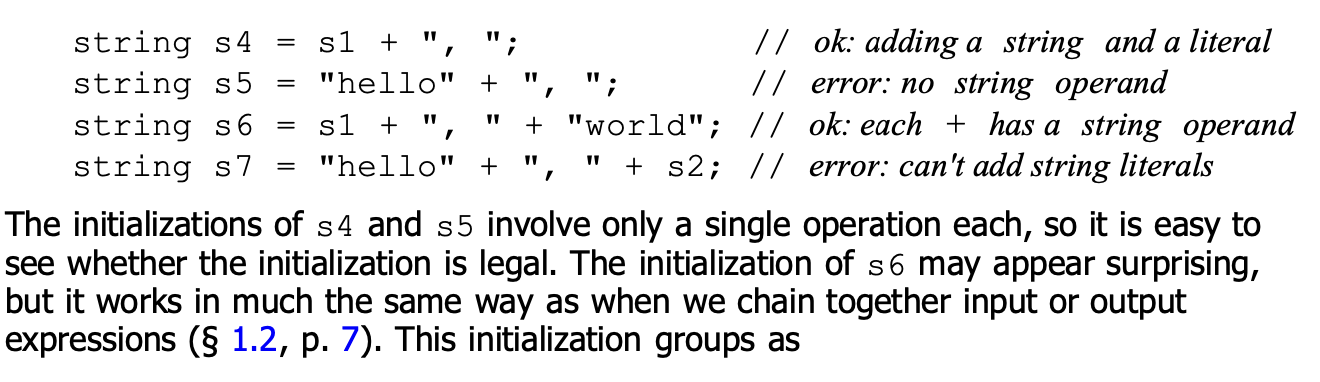 string s4 = s1 + ", "; // ok: adding a string and a literal
string s5 = "hello" + ", "; // error: no string operand
string s6 = s1 + ", " + "world"; // ok: each + has a string operand
string s7 = "hello" + ", " + s2; // error: can't add string literals
The initializations of s4 and s5 involve only a single operation each, so it is easy to
see whether the initialization is legal. The initialization of s6 may appear surprising,
but it works in much the same way as when we chain together input or output
expressions (§ 1.2, p. 7). This initialization groups as